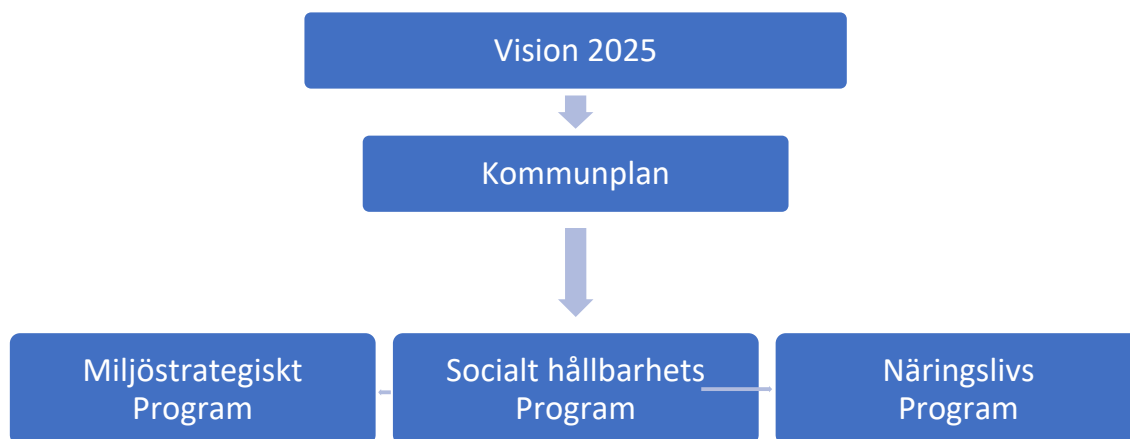 Vision 2025
Kommunplan
Miljöstrategiskt
Program
Socialt hållbarhets
Program
Näringslivs
Program